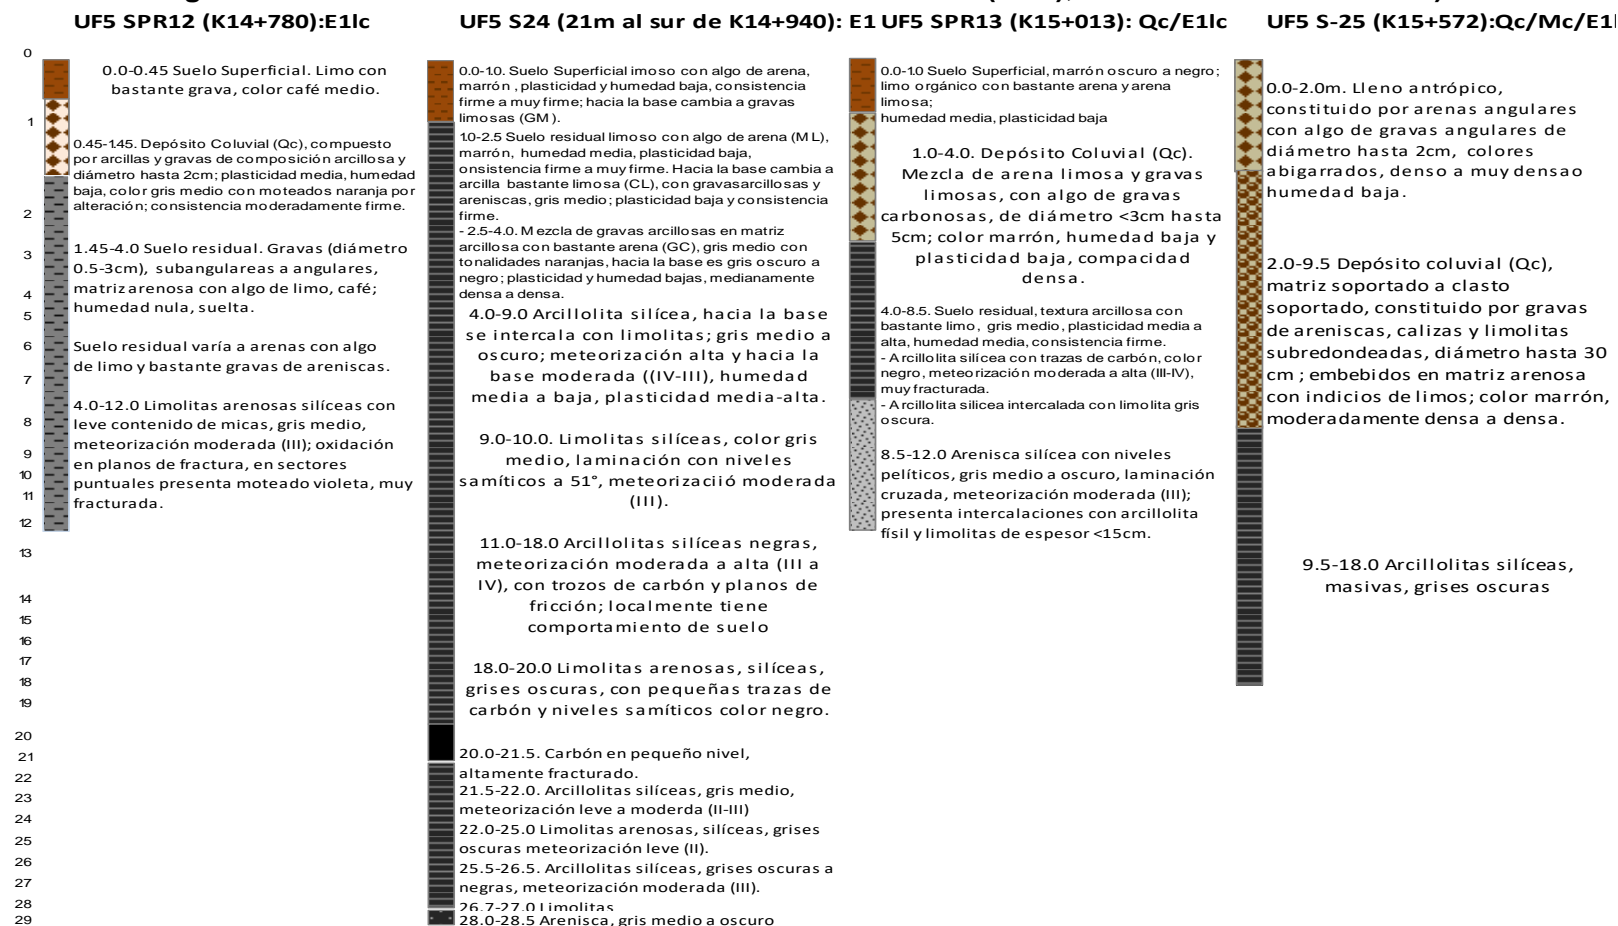 UF5 SPR12 (K14+780):E1lc
UF5 S24 (21m al sur de K14+940): E1
UF5 SPR13 (K15+013): Qc/E1lc
UF5 S-25 (K15+572):Qc/Mc/E1l
0
1
2
3
4
5
6
7
8
9
10
11
12
13
14
15
16
17
18
19
20
21
22
23
24
25
26
27
28
29
0.0-0.45 Suelo Superficial. Limo con
bastante grava, color café medio.
0.45-1.45. Depósito Coluvial (Qc), compuesto
por arcillas y gravas de composición arcillosa y
diámetro hasta 2cm; plasticidad media, humedad
baja, color gris medio con moteados naranja por
alteración; consistencia moderadamente firme.
1.45-4.0 Suelo residual. Gravas (diámetro
0.5-3cm), subangulareas a angulares,
matriz arenosa con algo de limo, café;
humedad nula, suelta.
Suelo residual varía a arenas con algo
de limo y bastante gravas de areniscas.
4.0-12.0 Limolitas arenosas silíceas con
leve contenido de micas, gris medio,
meteorización moderada (III); oxidación
en planos de fractura, en sectores
puntuales presenta moteado violeta, muy
fracturada.
0.0-1.0. Suelo Superficial imoso con algo de arena,
marrón , plasticidad y humedad baja, consistencia
firme a muy firme; hacia la base cambia a gravas
limosas (GM ).
1.0-2.5 Suelo residual limoso con algo de arena (M L),
marrón, humedad media, plasticidad baja,
onsistencia firme a muy firme. Hacia la base cambia a
arcilla bastante limosa (CL), con gravasarcillosas y
areniscas, gris medio; plasticidad baja y consistencia
firme.
- 2.5-4.0. M ezcla de gravas arcillosas en matriz
arcillosa con bastante arena (GC), gris medio con
tonalidades naranjas, hacia la base es gris oscuro a
negro; plasticidad y humedad bajas, medianamente
densa a densa.
4.0-9.0 Arcillolita silícea, hacia la base
se intercala con limolitas; gris medio a
oscuro; meteorización alta y hacia la
base moderada ((IV-III), humedad
media a baja, plasticidad media-alta.
9.0-10.0. Limolitas silíceas, color gris
medio, laminación con niveles
samíticos a 51°, meteorizaciió moderada
(III).
11.0-18.0 Arcillolitas silíceas negras,
meteorización moderada a alta (III a
IV), con trozos de carbón y planos de
fricción; localmente tiene
comportamiento de suelo
18.0-20.0 Limolitas arenosas, silíceas,
grises oscuras, con pequeñas trazas de
carbón y niveles samíticos color negro.
20.0-21.5. Carbón en pequeño nivel,
altamente fracturado.
21.5-22.0. Arcillolitas silíceas, gris medio,
meteorización leve a moderda (II-III)
22.0-25.0 Limolitas arenosas, silíceas, grises
oscuras meteorización leve (II).
25.5-26.5. Arcillolitas silíceas, grises oscuras a
negras, meteorización moderada (III).
26.7-27.0 Limolitas
28.0-28.5 Arenisca, gris medio a oscuro
0.0-1.0 Suelo Superficial, marrón oscuro a negro;
limo orgánico con bastante arena y arena
limosa;
humedad media, plasticidad baja
1.0-4.0. Depósito Coluvial (Qc).
Mezcla de arena limosa y gravas
limosas, con algo de gravas
carbonosas, de diámetro <3cm hasta
5cm; color marrón, humedad baja y
plasticidad baja, compacidad
densa.
4.0-8.5. Suelo residual, textura arcillosa con
bastante limo, gris medio, plasticidad media a
alta, humedad media, consistencia firme.
- Arcillolita silícea con trazas de carbón, color
negro, meteorización moderada a alta (III-IV),
muy fracturada.
- Arcillolita silicea intercalada con limolita gris
oscura.
8.5-12.0 Arenisca silícea con niveles
pelíticos, gris medio a oscuro, laminación
cruzada, meteorización moderada (III);
presenta intercalaciones con arcillolita
físil y limolitas de espesor <15cm.
0.0-2.0m. Lleno antrópico,
constituido por arenas angulares
con algo de gravas angulares de
diámetro hasta 2cm, colores
abigarrados, denso a muy densao
humedad baja.
2.0-9.5 Depósito coluvial (Qc),
matriz soportado a clasto
soportado, constituido por gravas
de areniscas, calizas y limolitas
subredondeadas, diámetro hasta 30
cm ; embebidos en matriz arenosa
con indicios de limos; color marrón,
moderadamente densa a densa.
9.5-18.0 Arcillolitas silíceas,
masivas, grises oscuras